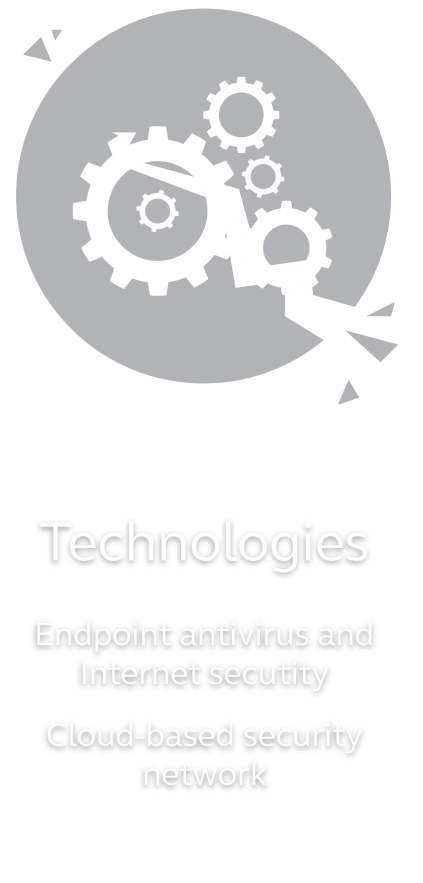 Technologies
Endpoint antivirus and
Internet secutity
Cloud-based security
network